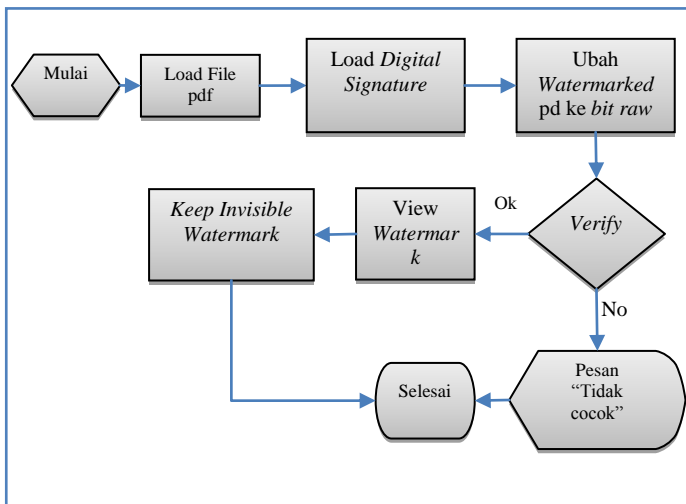 Mulai
Load File
pdf
Load Digital
Signature
Ubah
Watermarked
pd ke bit raw
Verify
Ok
View
Watermar
k
Keep Invisible
Watermark
No
Pesan
“Tidak
cocok”
Selesai